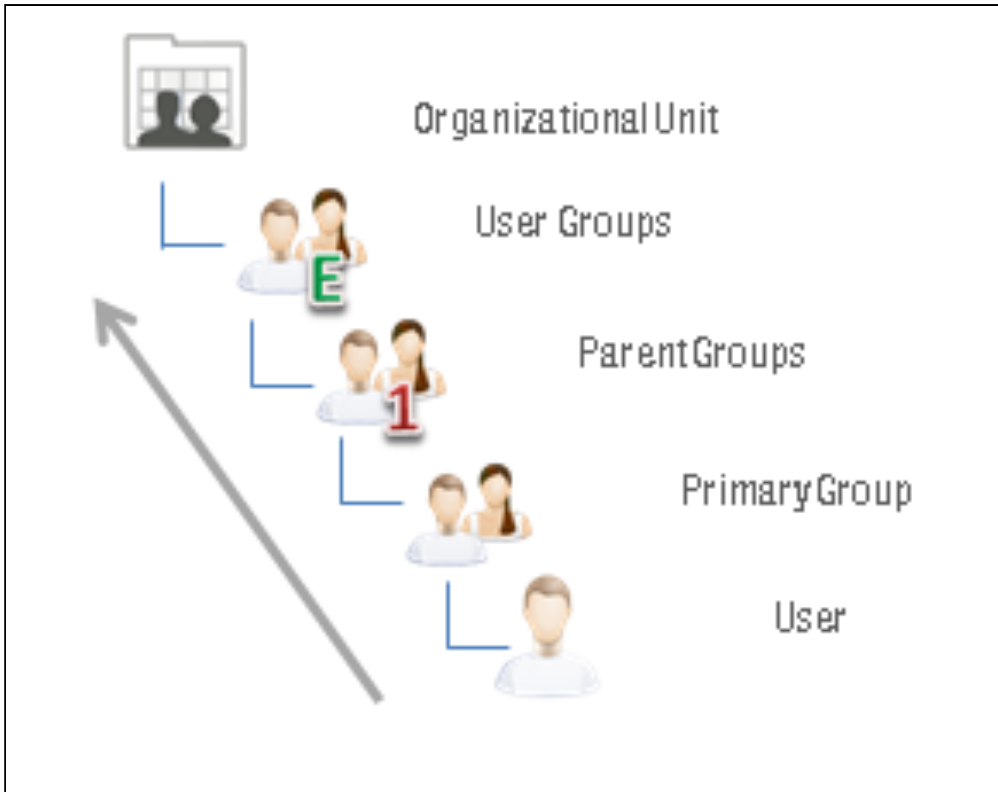 Organizational Unit
User Groups
E
Parent Groups
1
Primary Group
User